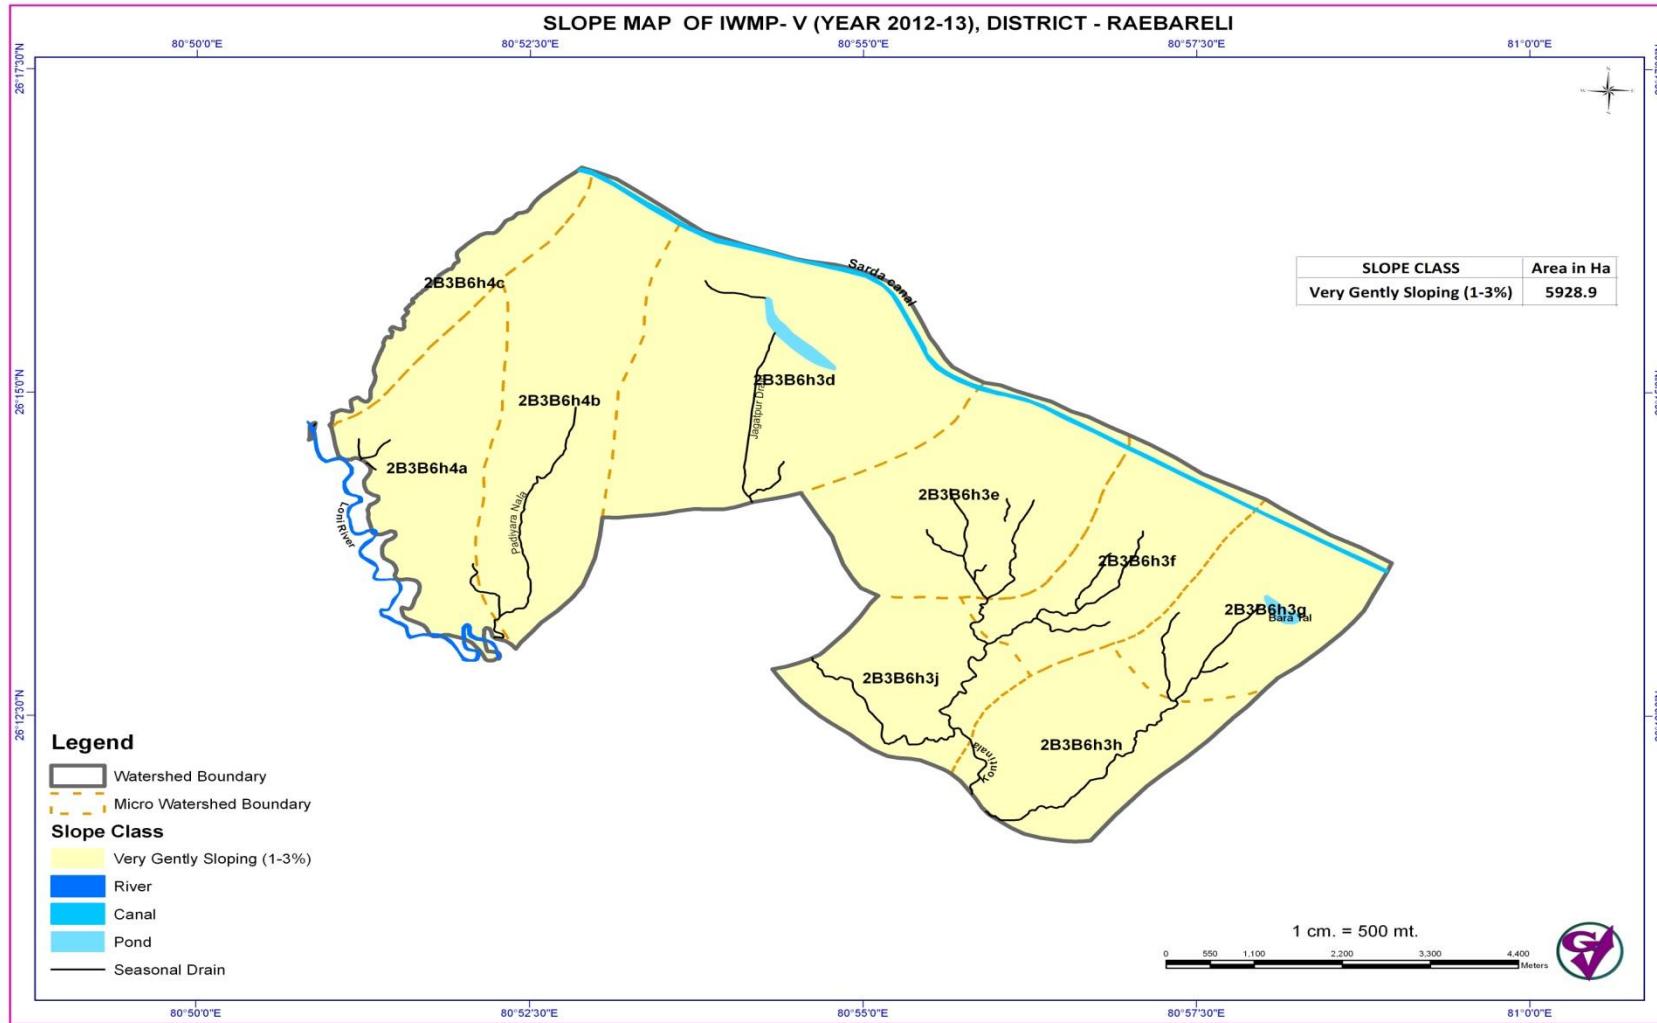 SLOPE MAP OF IWMP- V (YEAR 2012-13), DISTRICT - RAEBARELI
80°50'0"E 80°52'30"E 80°55'0"E 80°57'30"E 81°0'0"E
26°17'30"N
Sarda canal
SLOPE CLASS Area in Ha
Very Gently Sloping (1-3%) 5928.9
2B3B6h4c
2B3B6h3d
Jagatpur Drain
26°15'0"N
2B3B6h4b
2B3B6h4a
2B3B6h3e
Loni River
Padiyara Nala
2B3B6h3f
2B3B6h3g
Bara Tal
2B3B6h3j
26°12'30"N
2B3B6h3h
nala
Legend
Watershed Boundary
Micro Watershed Boundary
Slope Class
Very Gently Sloping (1-3%)
River
Canal
Pond
Seasonal Drain
1 cm. = 500 mt.
0 550 1,100 2,200 3,300 4,400
Meters
GV
80°50'0"E 80°52'30"E 80°55'0"E 80°57'30"E 81°0'0"E